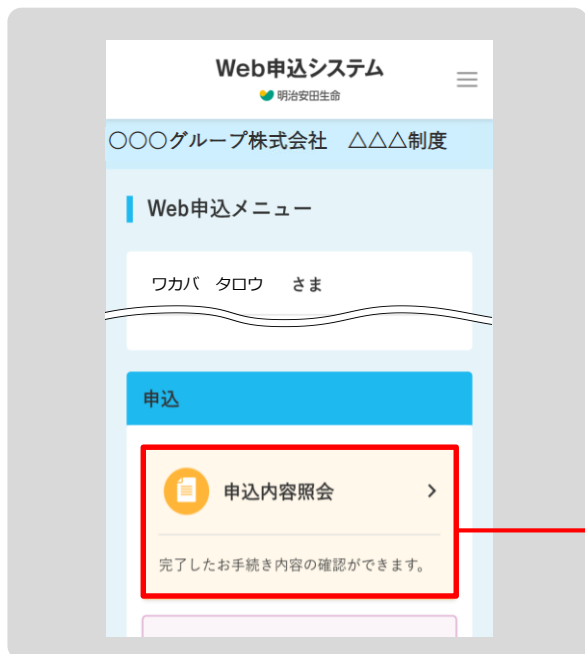 Web申込システム
明治安田生命
〇〇〇グループ株式会社　△△△制度
Web申込メニュー
ワカバ　タロウ　さま
申込
申込内容照会
完了したお手続き内容の確認ができます。